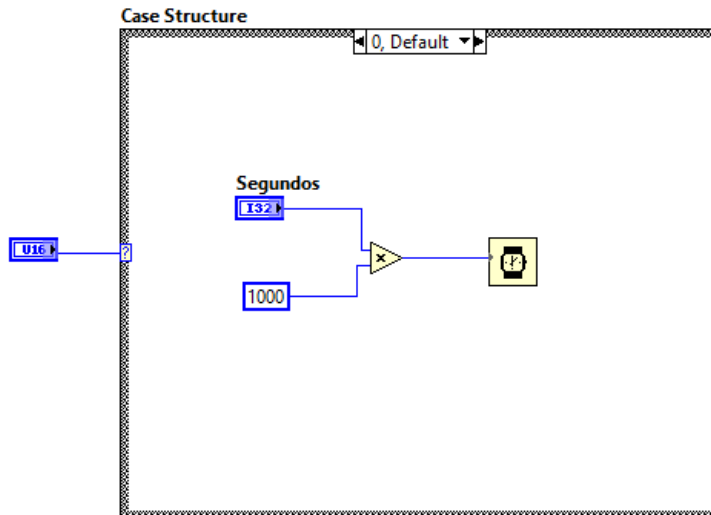 Case Structure
0, Default
Segundos
I32
U16
?
×
1000